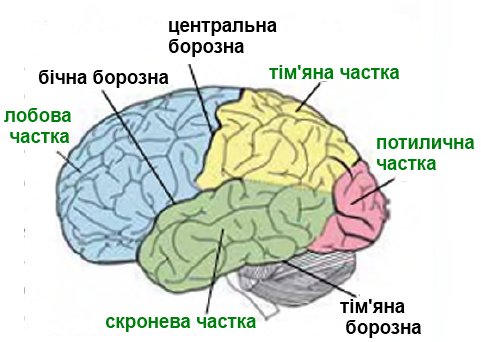 центральна
борозна
бічна борозна
тім'яна частка
лобова
частка
потилична
частка
скронева частка
тім'яна
борозна